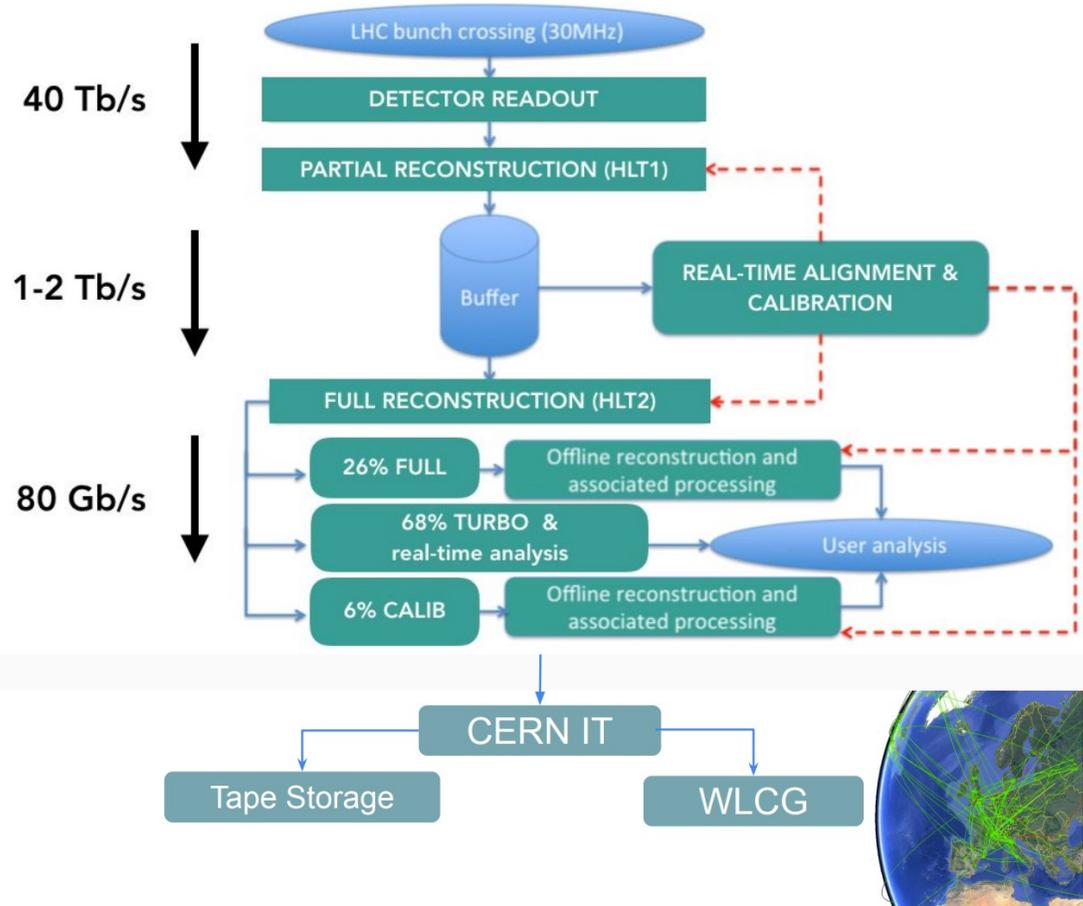 LHC bunch crossing (30MHz)
40 Tb/s
DETECTOR READOUT
PARTIAL RECONSTRUCTION (HLT1)
1-2 Tb/s
Buffer
REAL-TIME ALIGNMENT &
CALIBRATION
FULL RECONSTRUCTION (HLT2)
80 Gb/s
26% FULL
Offline reconstruction and
associated processing
68% TURBO &
real-time analysis
User analysis
6% CALIB
Offline reconstruction and
associated processing
CERN IT
Tape Storage
WLCG